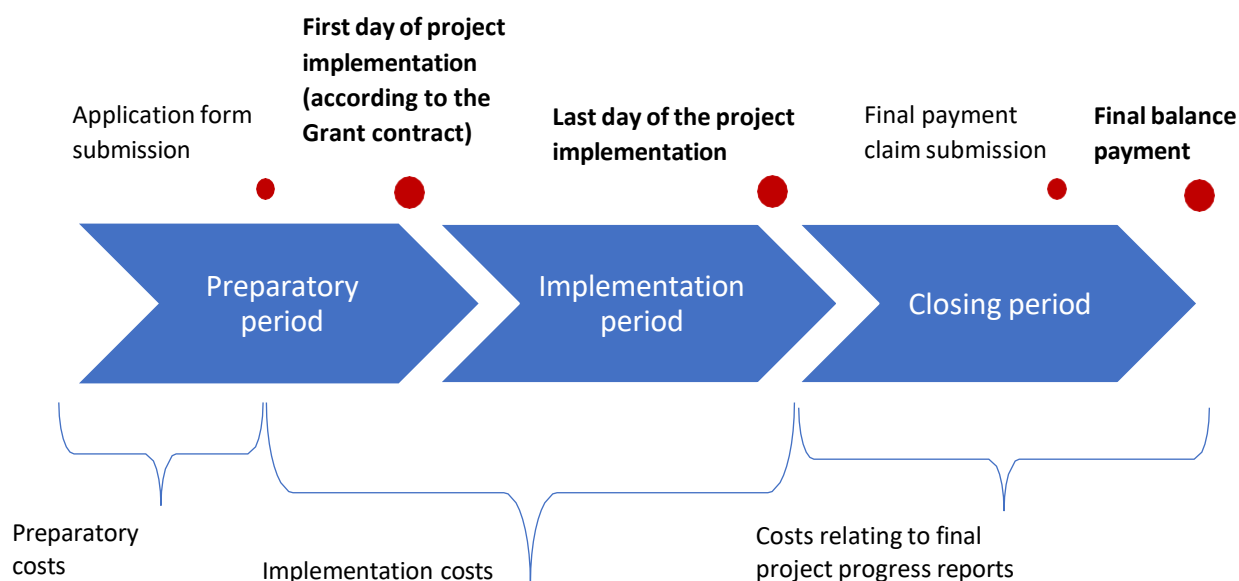 Application form
submission
First day of project
implementation
(according to the
Grant contract)
Last day of the project
implementation
Final payment
claim submission
Final balance
payment
Preparatory
period
Implementation
period
Closing period
Preparatory
costs
Implementation costs
Costs relating to final
project progress reports